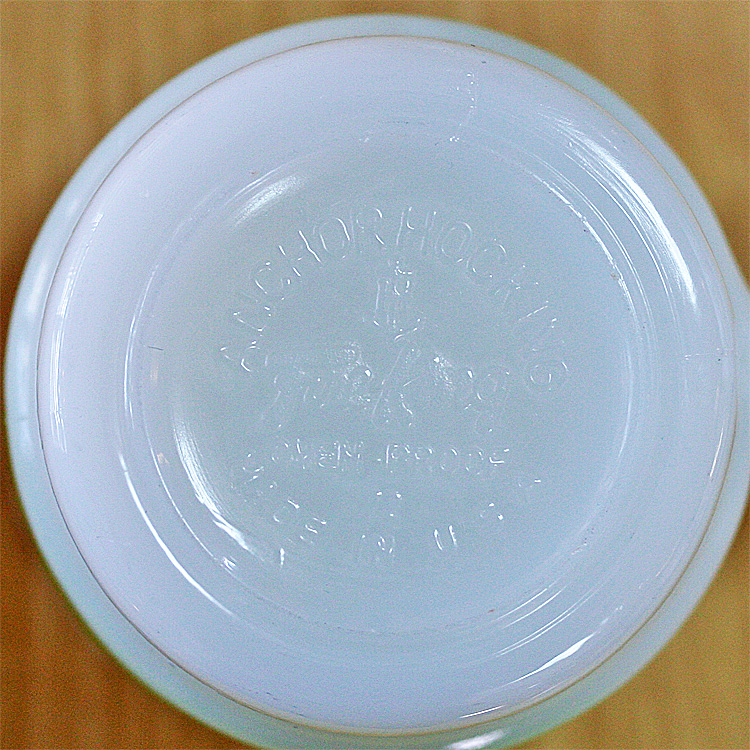 ANCHOR HOCKING
Fire-King
OVEN-PROOF
MADE IN U.S.A.